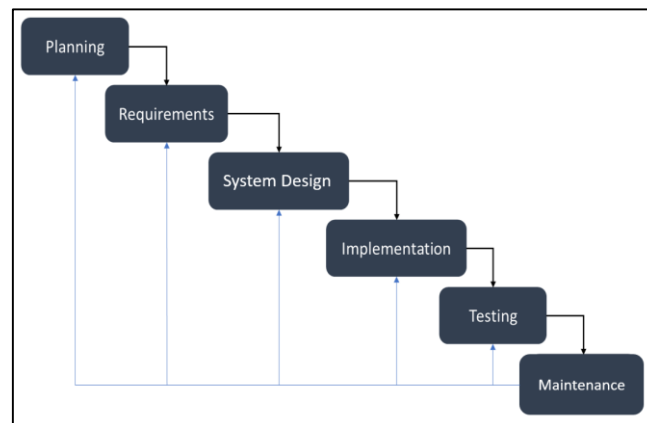 Planning
Requirements
System Design
Implementation
Testing
Maintenance